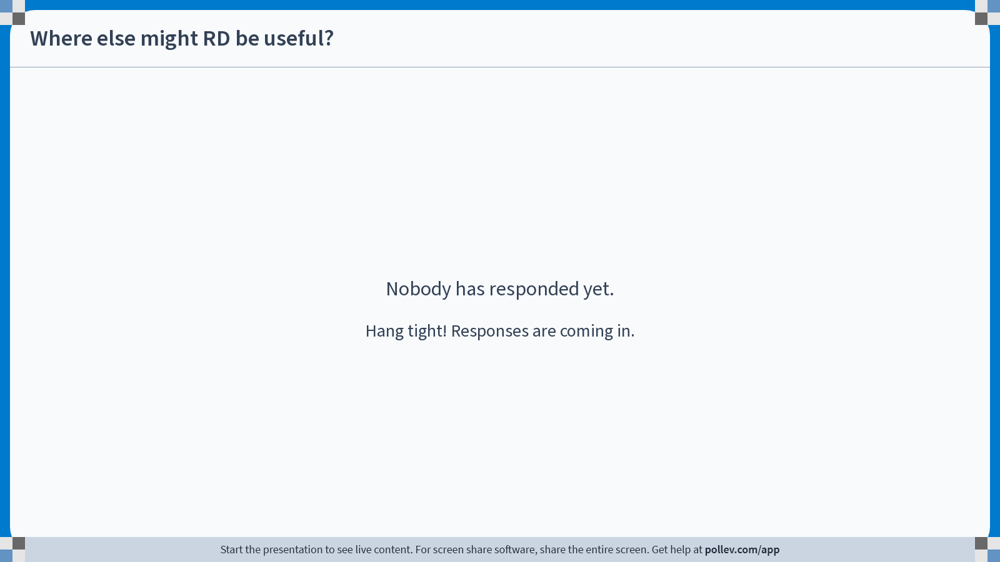 Where else might RD be useful?
Nobody has responded yet.
Hang tight! Responses are coming in.
Start the presentation to see live content. For screen share software, share the entire screen. Get help at pollev.com/app